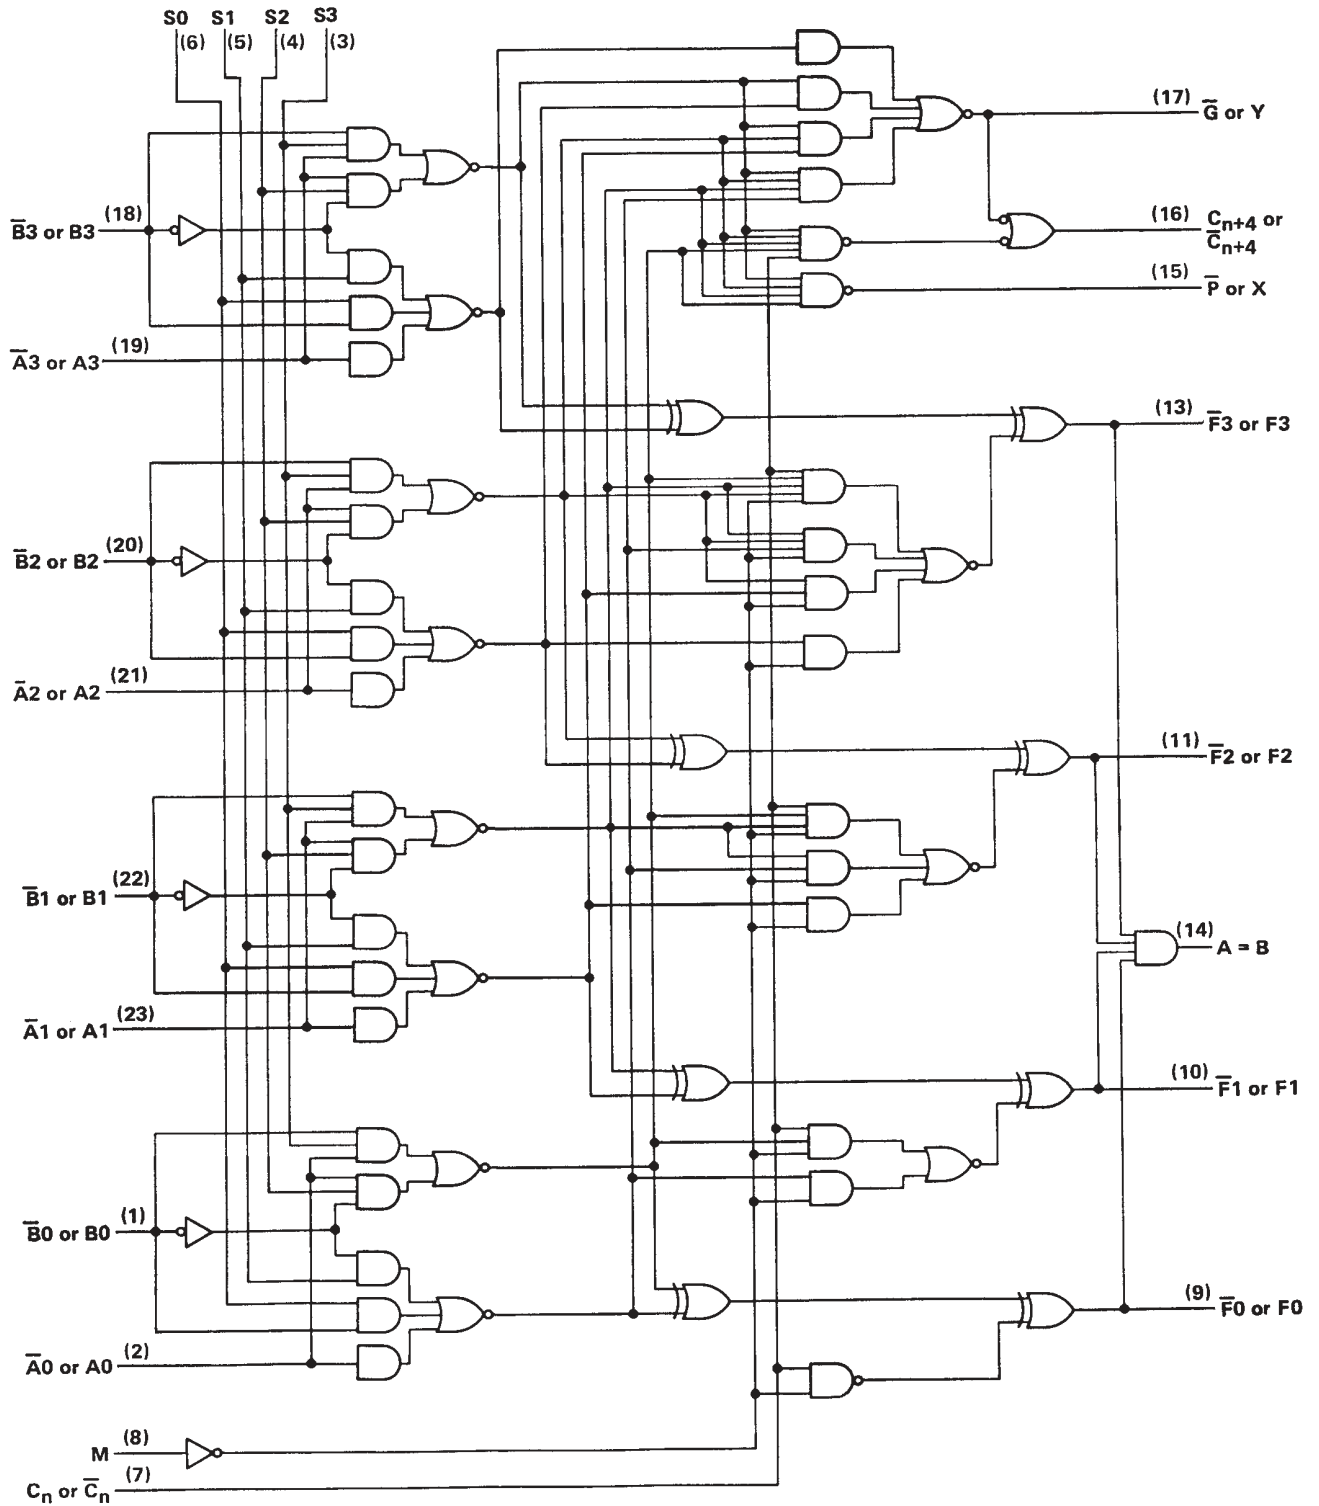 S0 S1 S2 S3
(6) (5) (4) (3)
(17) G̅ or Y
(18) B̅3 or B3
(16) Cn+4 or
C̅n+4
(15) P̅ or X
(19) A̅3 or A3
(13) F̅3 or F3
(20) B̅2 or B2
(21) A̅2 or A2
(11) F̅2 or F2
(22) B̅1 or B1
(14) A = B
(23) A̅1 or A1
(10) F̅1 or F1
(1) B̅0 or B0
(9) F̅0 or F0
(2) A̅0 or A0
(8) M
(7) Cn or C̅n